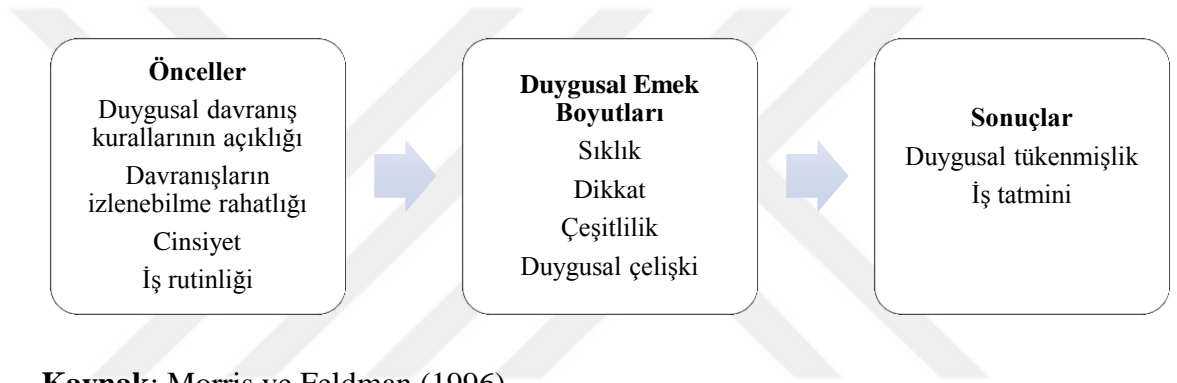 Önceller
Duygusal davranış
kurallarının açıklığı
Davranışların
izlenebilme rahatlığı
Cinsiyet
İş rutinliği
Duygusal Emek
Boyutları
Sıklık
Dikkat
Çeşitlilik
Duygusal çelişki
Sonuçlar
Duygusal tükenmişlik
İş tatmini
Kaynak: Morris ve Feldman (1996)